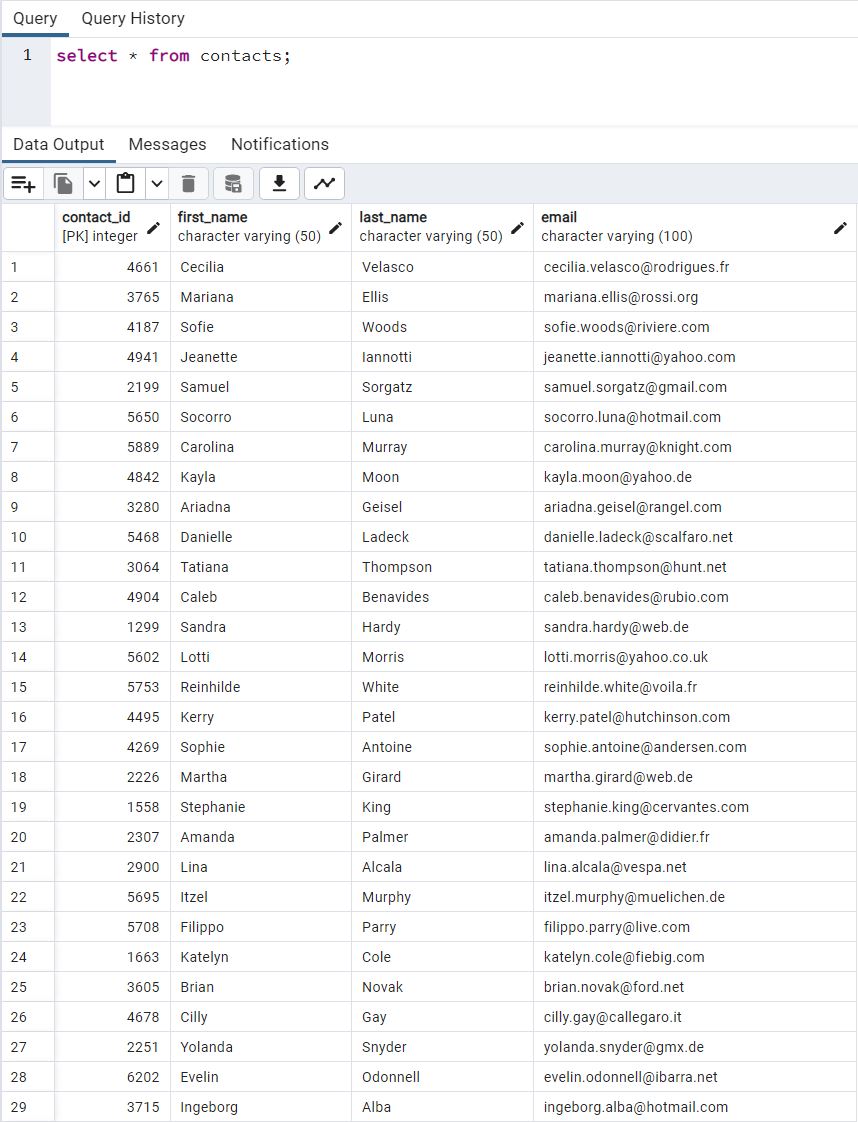 Query Query History
1 select * from contacts;
Data Output Messages Notifications
contact_id first_name last_name email
[PK] integer character varying (50) character varying (50) character varying (100)
1 4661 Cecilia Velasco cecilia.velasco@rodrigues.fr
2 3765 Mariana Ellis mariana.ellis@rossi.org
3 4187 Sofie Woods sofie.woods@riviere.com
4 4941 Jeanette Iannotti jeanette.iannotti@yahoo.com
5 2199 Samuel Sorgatz samuel.sorgatz@gmail.com
6 5650 Socorro Luna socorro.luna@hotmail.com
7 5889 Carolina Murray carolina.murray@knight.com
8 4842 Kayla Moon kayla.moon@yahoo.de
9 3280 Ariadna Geisel ariadna.geisel@rangel.com
10 5468 Danielle Ladeck danielle.ladeck@scalfaro.net
11 3064 Tatiana Thompson tatiana.thompson@hunt.net
12 4904 Caleb Benavides caleb.benavides@rubio.com
13 1299 Sandra Hardy sandra.hardy@web.de
14 5602 Lotti Morris lotti.morris@yahoo.co.uk
15 5753 Reinhilde White reinhilde.white@voila.fr
16 4495 Kerry Patel kerry.patel@hutchinson.com
17 4269 Sophie Antoine sophie.antoine@andersen.com
18 2226 Martha Girard martha.girard@web.de
19 1558 Stephanie King stephanie.king@cervantes.com
20 2307 Amanda Palmer amanda.palmer@didier.fr
21 2900 Lina Alcala lina.alcala@vespa.net
22 5695 Itzel Murphy itzel.murphy@muelichen.de
23 5708 Filippo Parry filippo.parry@live.com
24 1663 Katelyn Cole katelyn.cole@fiebig.com
25 3605 Brian Novak brian.novak@ford.net
26 4678 Cilly Gay cilly.gay@callegaro.it
27 2251 Yolanda Snyder yolanda.snyder@gmx.de
28 6202 Evelin Odonnell evelin.odonnell@ibarra.net
29 3715 Ingeborg Alba ingeborg.alba@hotmail.com